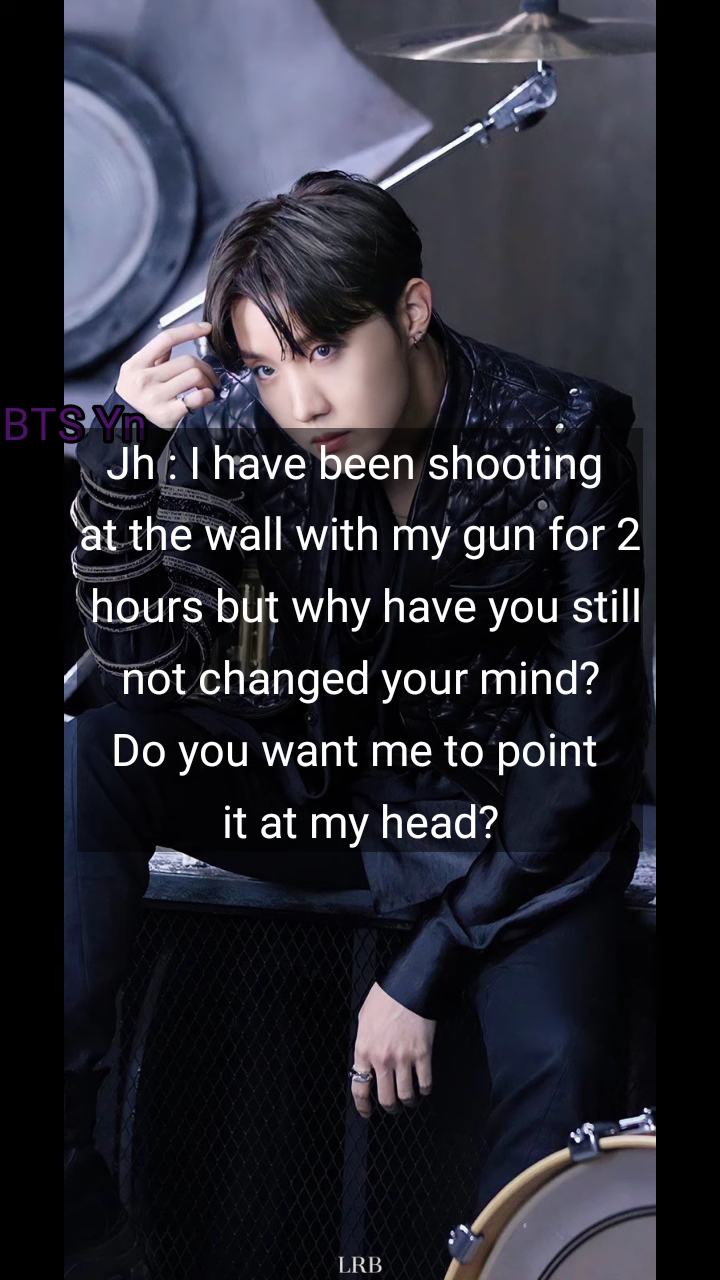 BTS Yn
Jh : I have been shooting
at the wall with my gun for 2
hours but why have you still
not changed your mind?
Do you want me to point
it at my head?
LRB